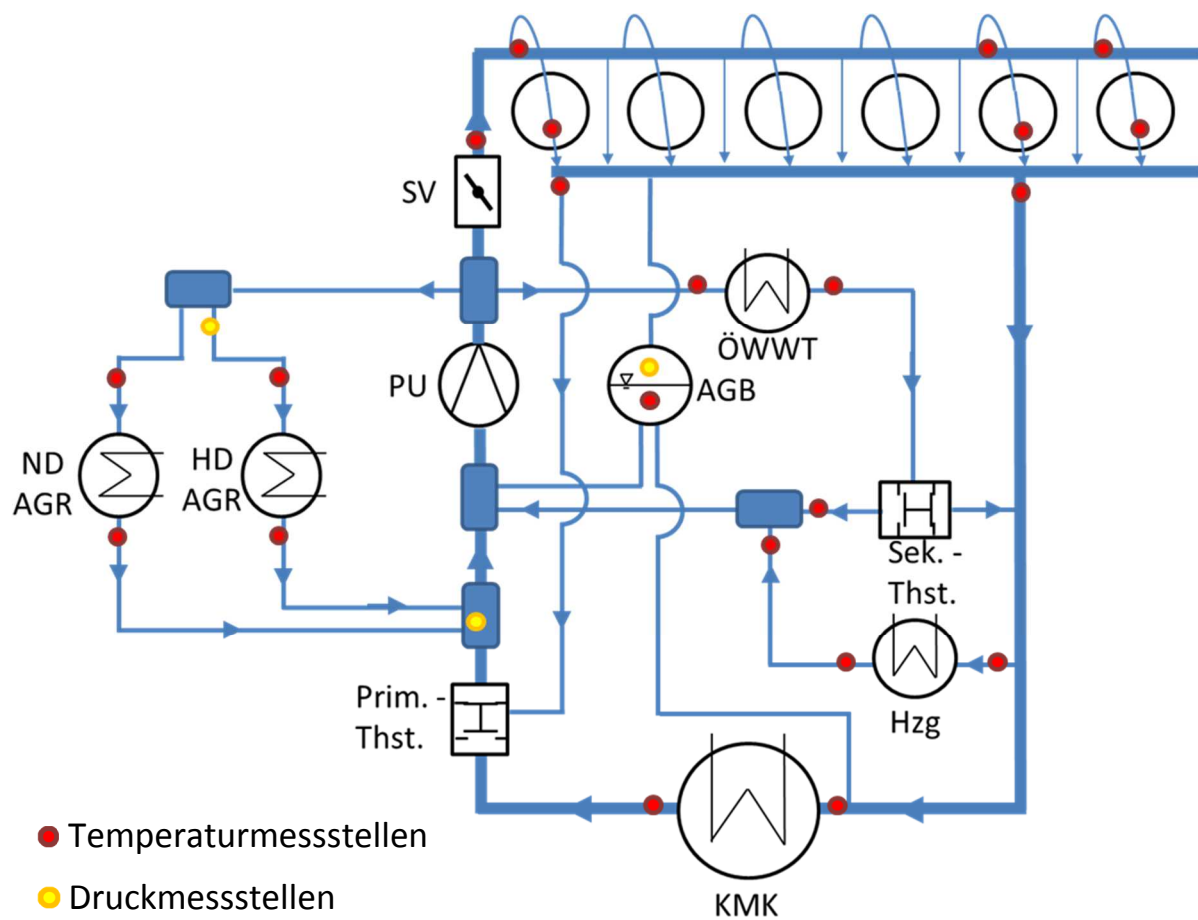 SV
ÖWWT
PU
AGB
ND
AGR
HD
AGR
Sek. -
Thst.
Prim. -
Thst.
Hzg
Temperaturmessstellen
Druckmessstellen
KMK